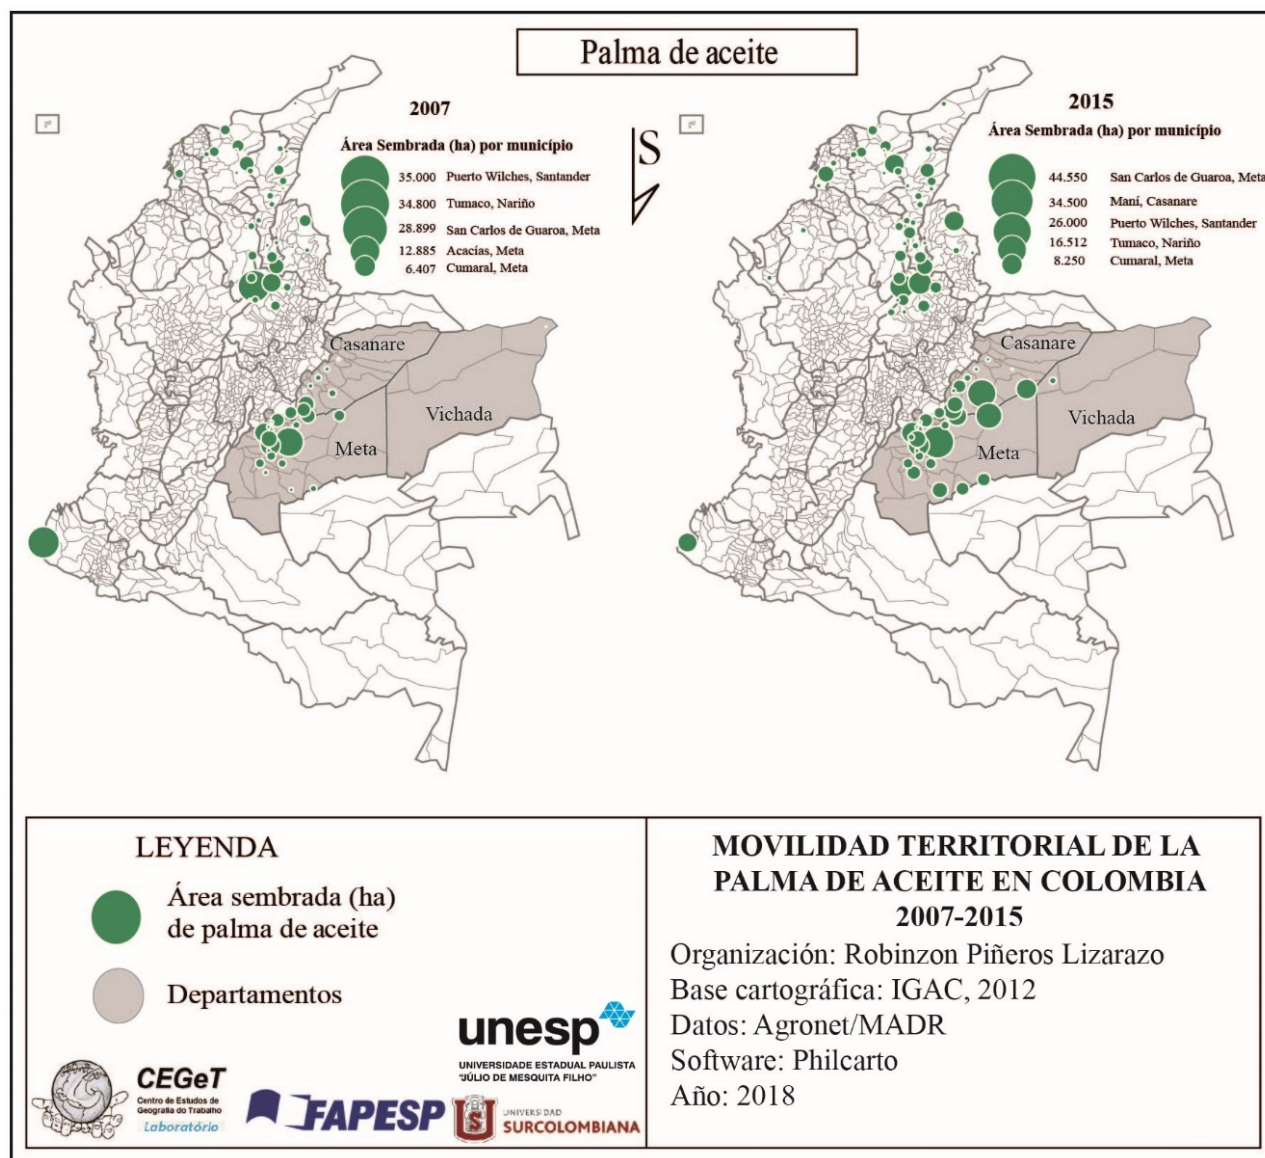 Palma de aceite
2007
Área Sembrada (ha) por município
35.000 Puerto Wilches, Santander
34.800 Tumaco, Nariño
28.899 San Carlos de Guaroa, Meta
12.885 Acacías, Meta
6.407 Cumaral, Meta
S
2015
Área Sembrada (ha) por município
44.550 San Carlos de Guaroa, Meta
34.500 Maní, Casanare
26.000 Puerto Wilches, Santander
16.512 Tumaco, Nariño
8.250 Cumaral, Meta
Casanare
Vichada
Meta
Casanare
Vichada
Meta
LEYENDA
Área sembrada (ha)
de palma de aceite
Departamentos
unesp
UNIVERSIDADE ESTADUAL PAULISTA
"JÚLIO DE MESQUITA FILHO"
CEGeT
Centro de Estudos de
Geografia do Trabalho
Laboratório
FAPESP
S
UNIVERSIDAD
SURCOLOMBIANA
MOVILIDAD TERRITORIAL DE LA
PALMA DE ACEITE EN COLOMBIA
2007-2015
Organización: Robinzon Piñeros Lizarazo
Base cartográfica: IGAC, 2012
Datos: Agronet/MADR
Software: Philcarto
Año: 2018